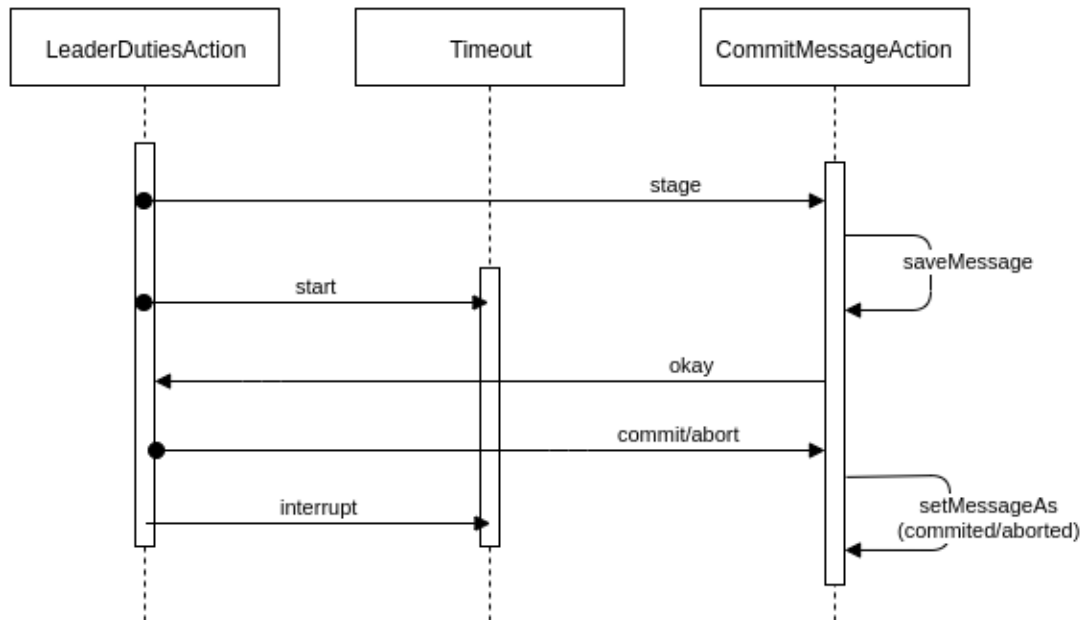 LeaderDutiesAction
Timeout
CommitMessageAction
stage
saveMessage
start
okay
commit/abort
interrupt
setMessageAs
(commited/aborted)